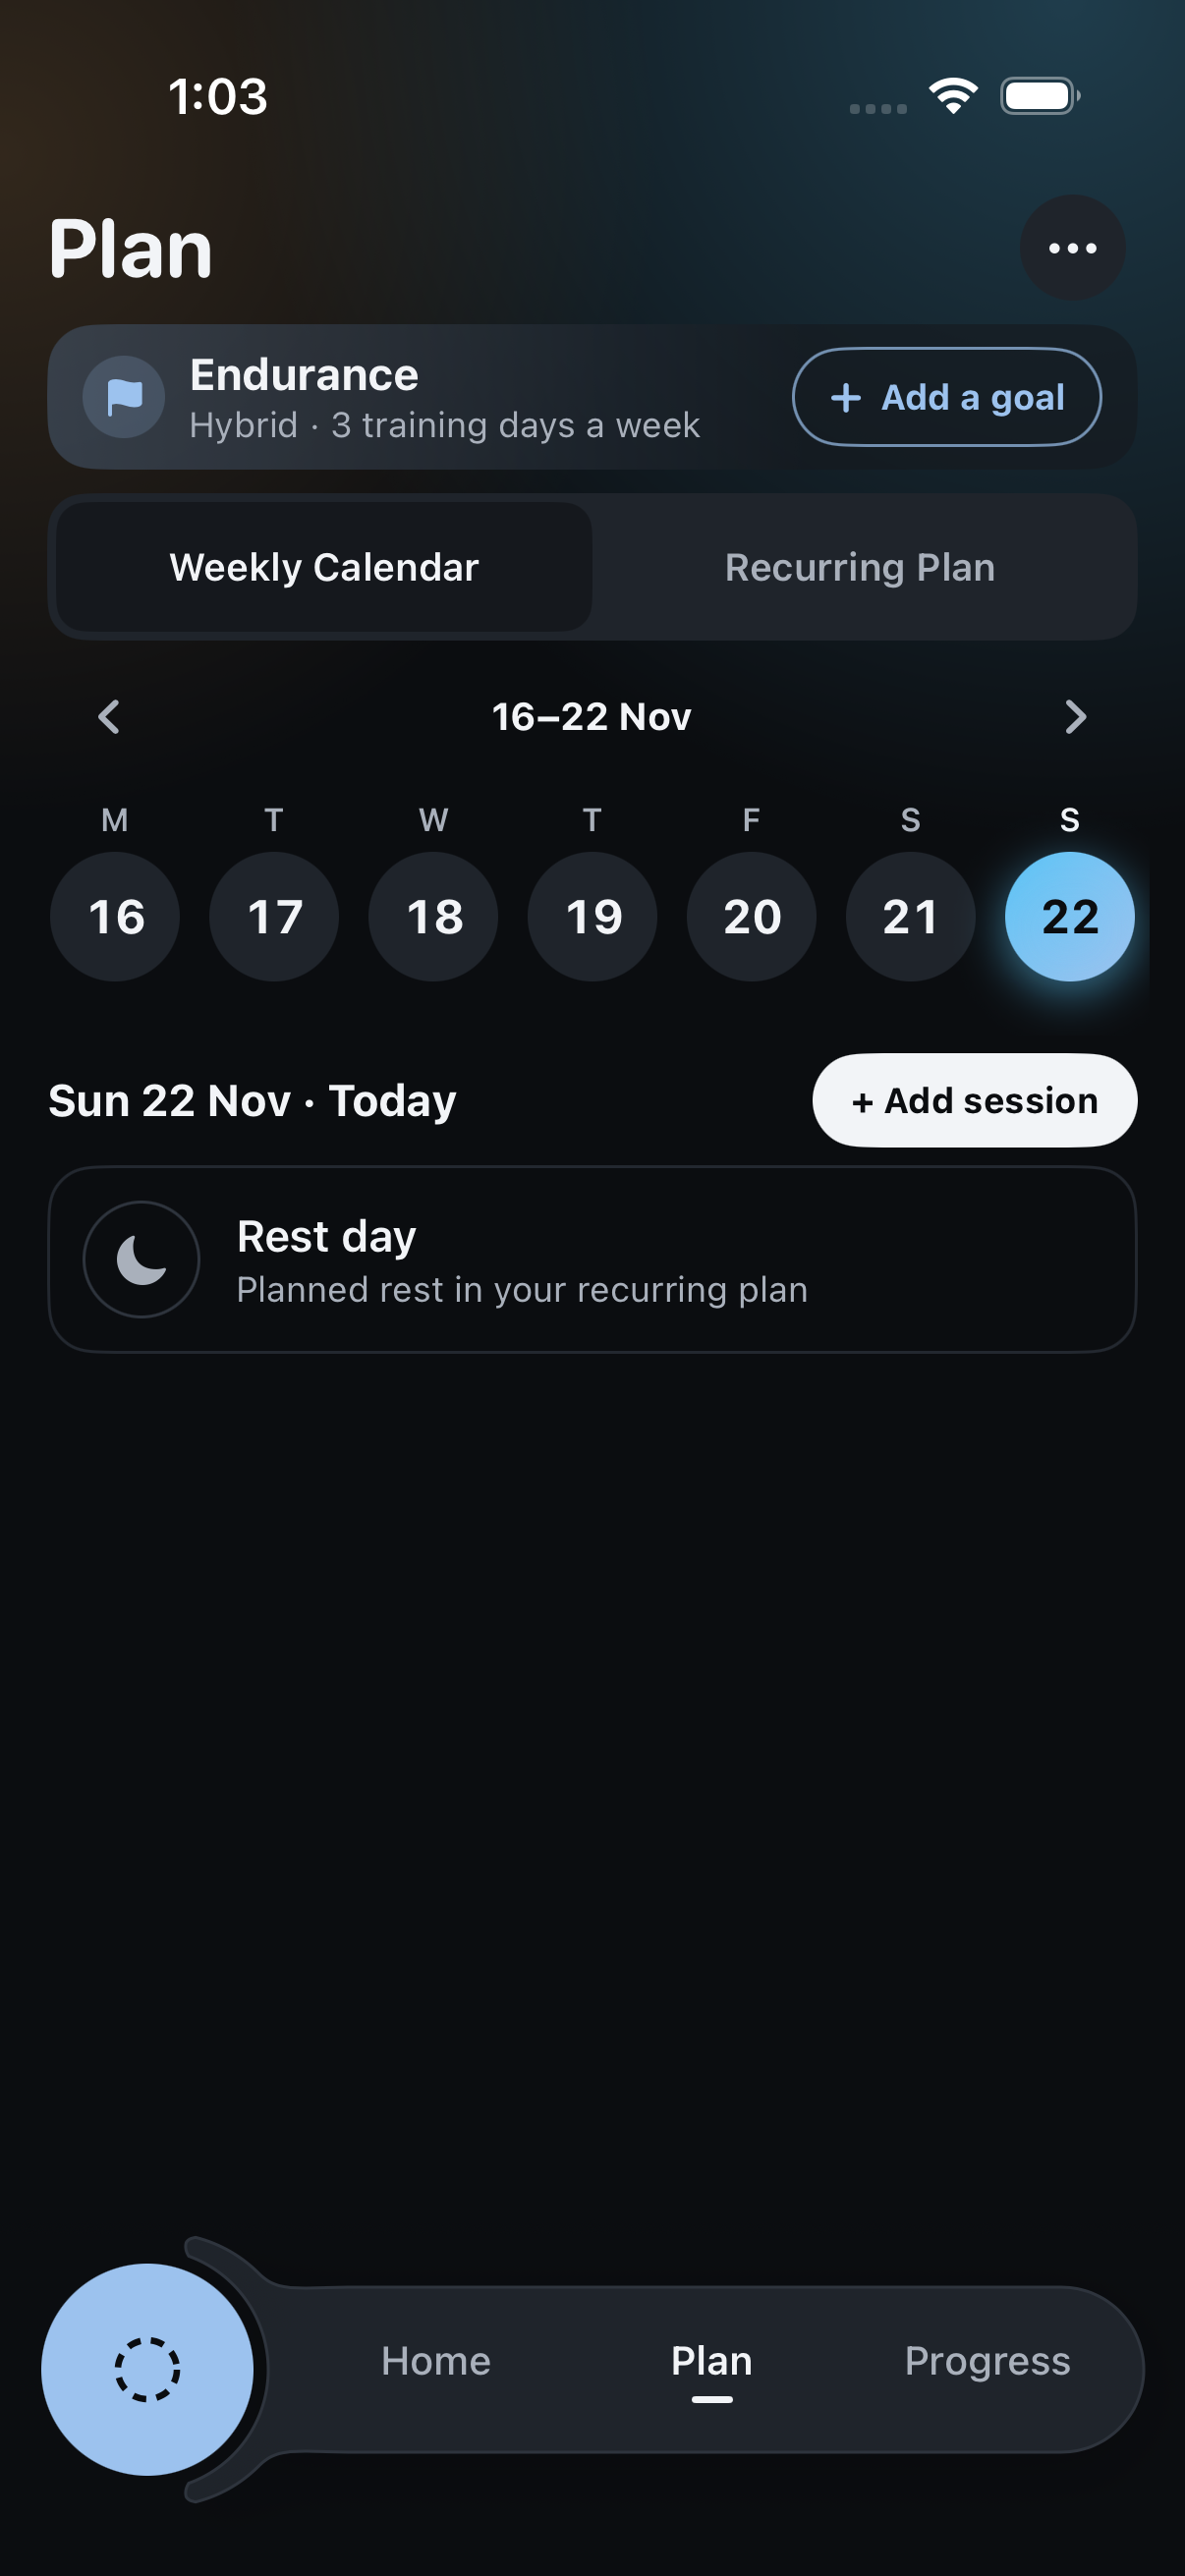 1:03
Plan
Endurance
Hybrid · 3 training days a week
+ Add a goal
Weekly Calendar
Recurring Plan
16–22 Nov
M T W T F S S
16 17 18 19 20 21 22
Sun 22 Nov · Today
+ Add session
Rest day
Planned rest in your recurring plan
Home
Plan
Progress